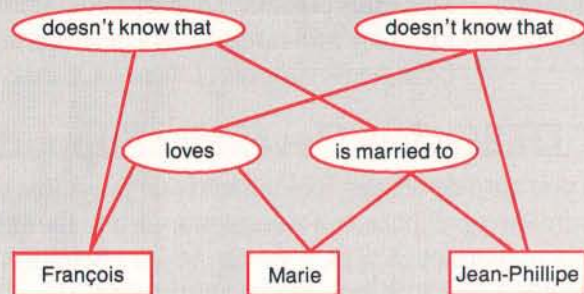 doesn't know that
doesn't know that
loves
is married to
François
Marie
Jean-Phillipe